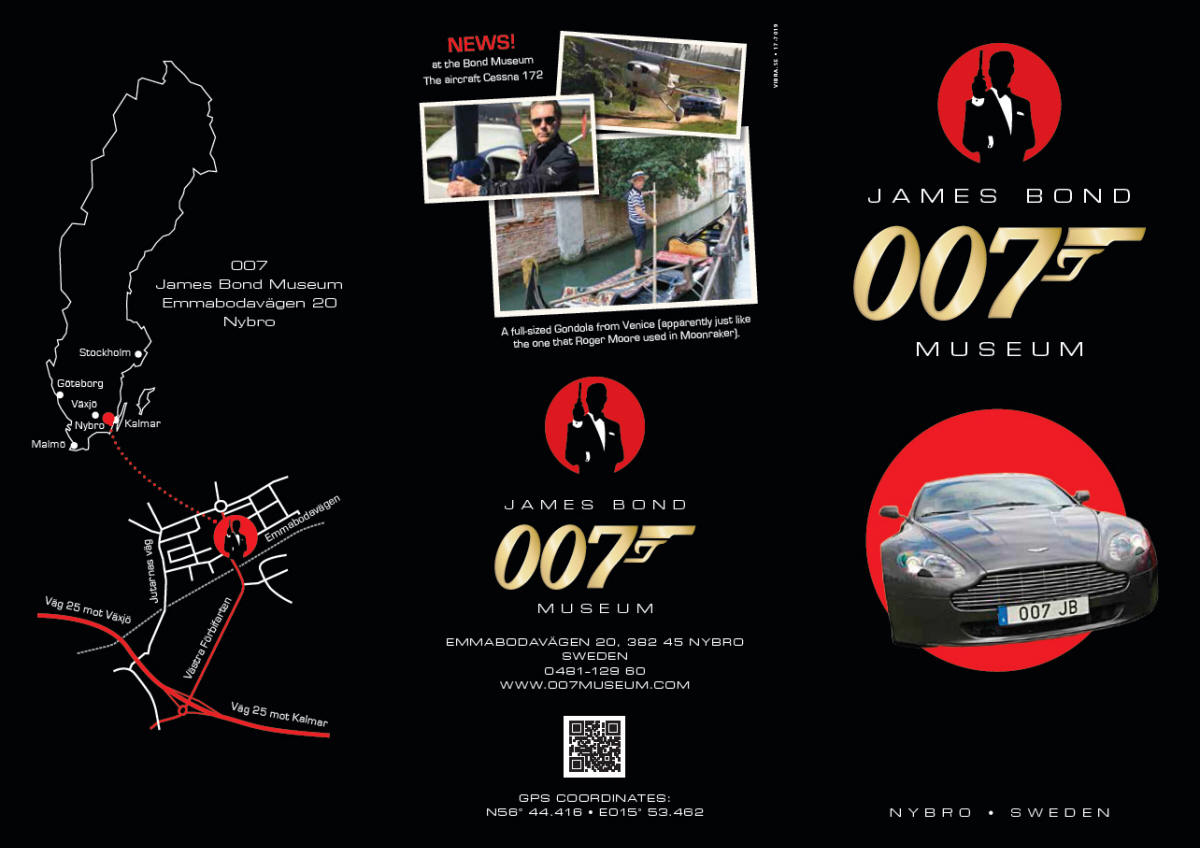 007
James Bond Museum
Emmabodavägen 20
Nybro
Stockholm
Göteborg
Växjö
Nybro
Kalmar
Malmö
Emmabodavägen
Jutarnas väg
Väg 25 mot Växjö
Västra Förbifarten
Väg 25 mot Kalmar
NEWS!
at the Bond Museum
The aircraft Cessna 172
VIBRA.SE • 17-7019
A full-sized Gondola from Venice (apparently just like
the one that Roger Moore used in Moonraker).
JAMES BOND
007
MUSEUM
EMMABODAVÄGEN 20, 382 45 NYBRO
SWEDEN
0481-129 60
WWW.007MUSEUM.COM
GPS COORDINATES:
N56° 44.416 • E015° 53.462
JAMES BOND
007
MUSEUM
007 JB
NYBRO • SWEDEN